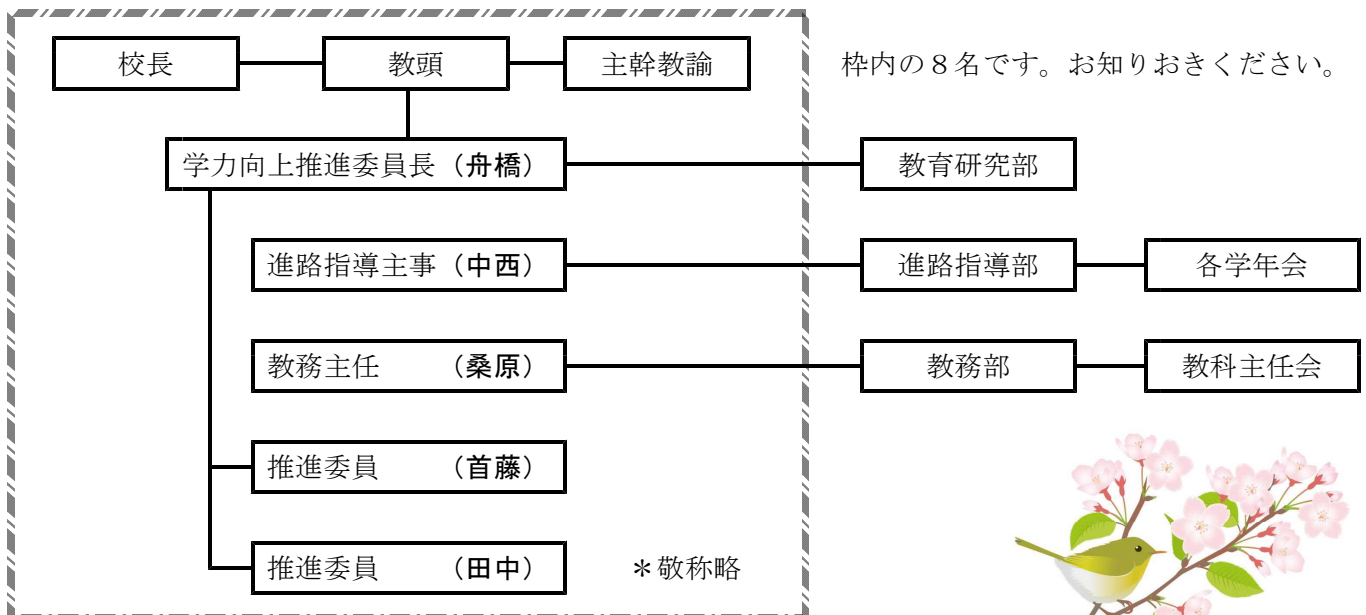 校長 教頭 主幹教諭 枠内の8名です。お知りおきください。
学力向上推進委員長(舟橋) 教育研究部
進路指導主事(中西) 進路指導部 各学年会
教務主任 (桑原) 教務部 教科主任会
推進委員 (首藤)
推進委員 (田中) *敬称略